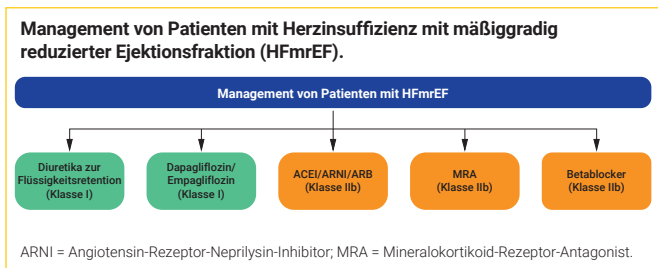 Management von Patienten mit Herzinsuffizienz mit mäßiggradig
reduzierter Ejektionsfraktion (HFmrEF).
Management von Patienten mit HFmrEF
Diuretika zur
Flüssigkeitsretention
(Klasse I)
Dapagliflozin/
Empagliflozin
(Klasse I)
ACEI/ARNI/ARB
(Klasse IIb)
MRA
(Klasse IIb)
Betablocker
(Klasse IIb)
ARNI = Angiotensin-Rezeptor-Neprilysin-Inhibitor; MRA = Mineralokortikoid-Rezeptor-Antagonist.